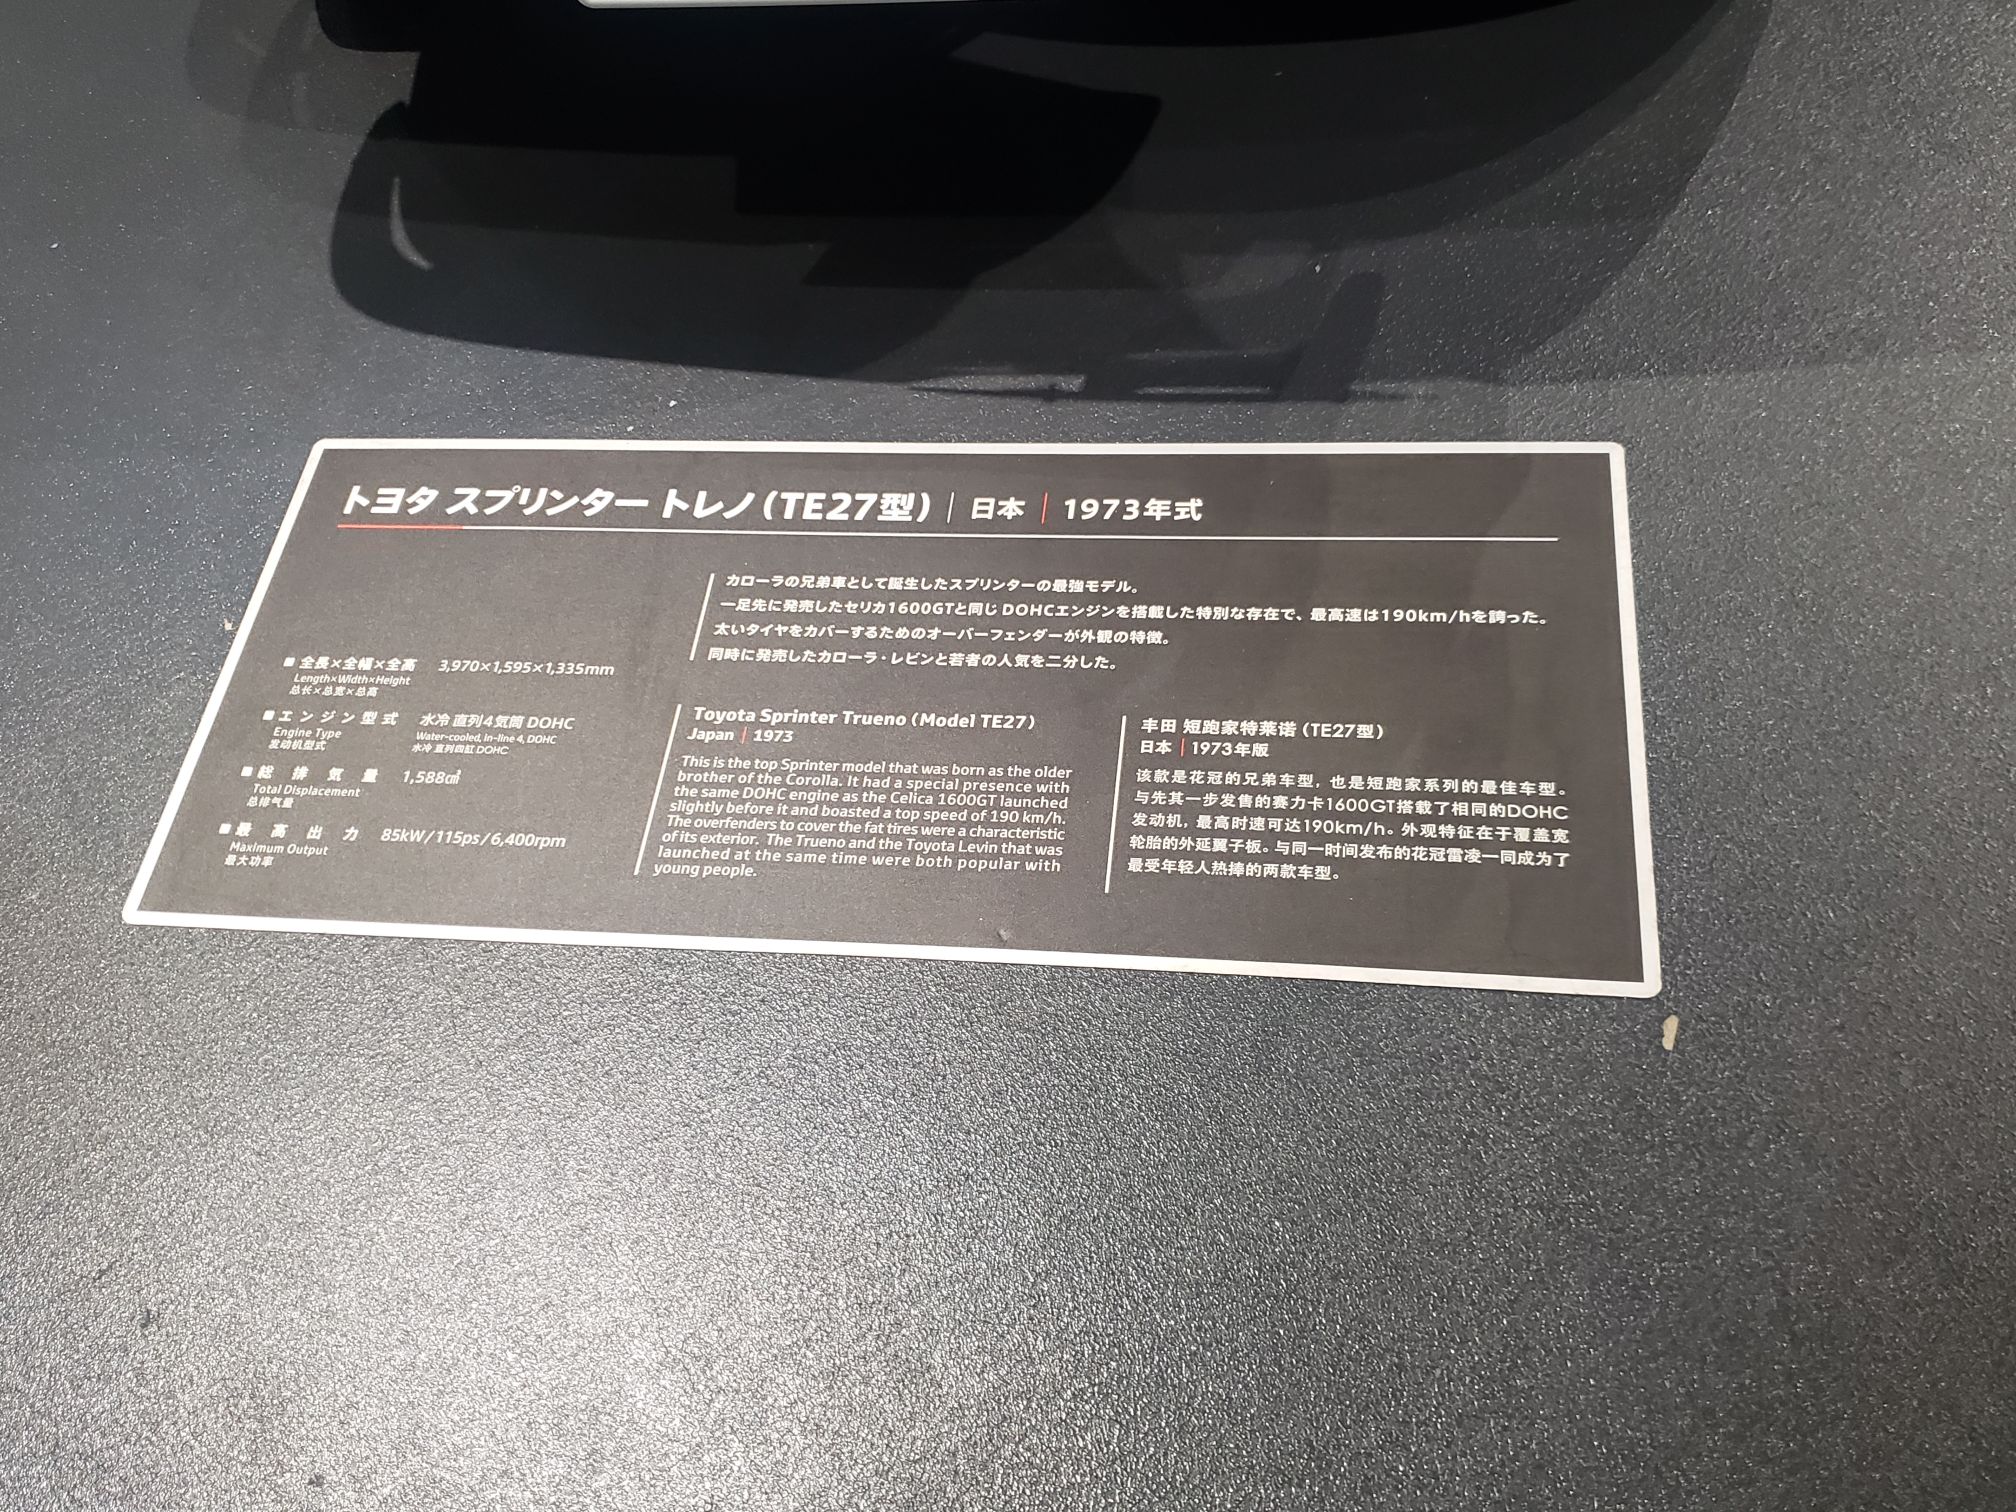 トヨタ スプリンター トレノ(TE27型) | 日本 | 1973年式
カローラの兄弟車として誕生したスプリンターの最強モデル。
一足先に発売したセリカ1600GTと同じ DOHCエンジンを搭載した特別な存在で、最高速は190km/hを誇った。
太いタイヤをカバーするためのオーバーフェンダーが外観の特徴。
同時に発売したカローラ・レビンと若者の人気を二分した。
■全長×全幅×全高 3,970×1,595×1,335mm
Length×Width×Height
总长×总宽×总高
■エンジン型式 水冷 直列4気筒 DOHC
Engine Type Water-cooled, in-line 4, DOHC
发动机型式 水冷 直列四缸 DOHC
■総排気量 1,588㎤
Total Displacement
总排气量
■最高出力 85kW/115ps/6,400rpm
Maximum Output
最大功率
Toyota Sprinter Trueno (Model TE27)
Japan | 1973
This is the top Sprinter model that was born as the older
brother of the Corolla. It had a special presence with
the same DOHC engine as the Celica 1600GT launched
slightly before it and boasted a top speed of 190 km/h.
The overfenders to cover the fat tires were a characteristic
of its exterior. The Trueno and the Toyota Levin that was
launched at the same time were both popular with
young people.
丰田 短跑家特莱诺 (TE27型)
日本 | 1973年版
该款是花冠的兄弟车型，也是短跑家系列的最佳车型。
与先其一步发售的赛力卡1600GT搭载了相同的DOHC
发动机，最高时速可达190km/h。外观特征在于覆盖宽
轮胎的外延翼子板。与同一时间发布的花冠雷凌一同成为了
最受年轻人热捧的两款车型。